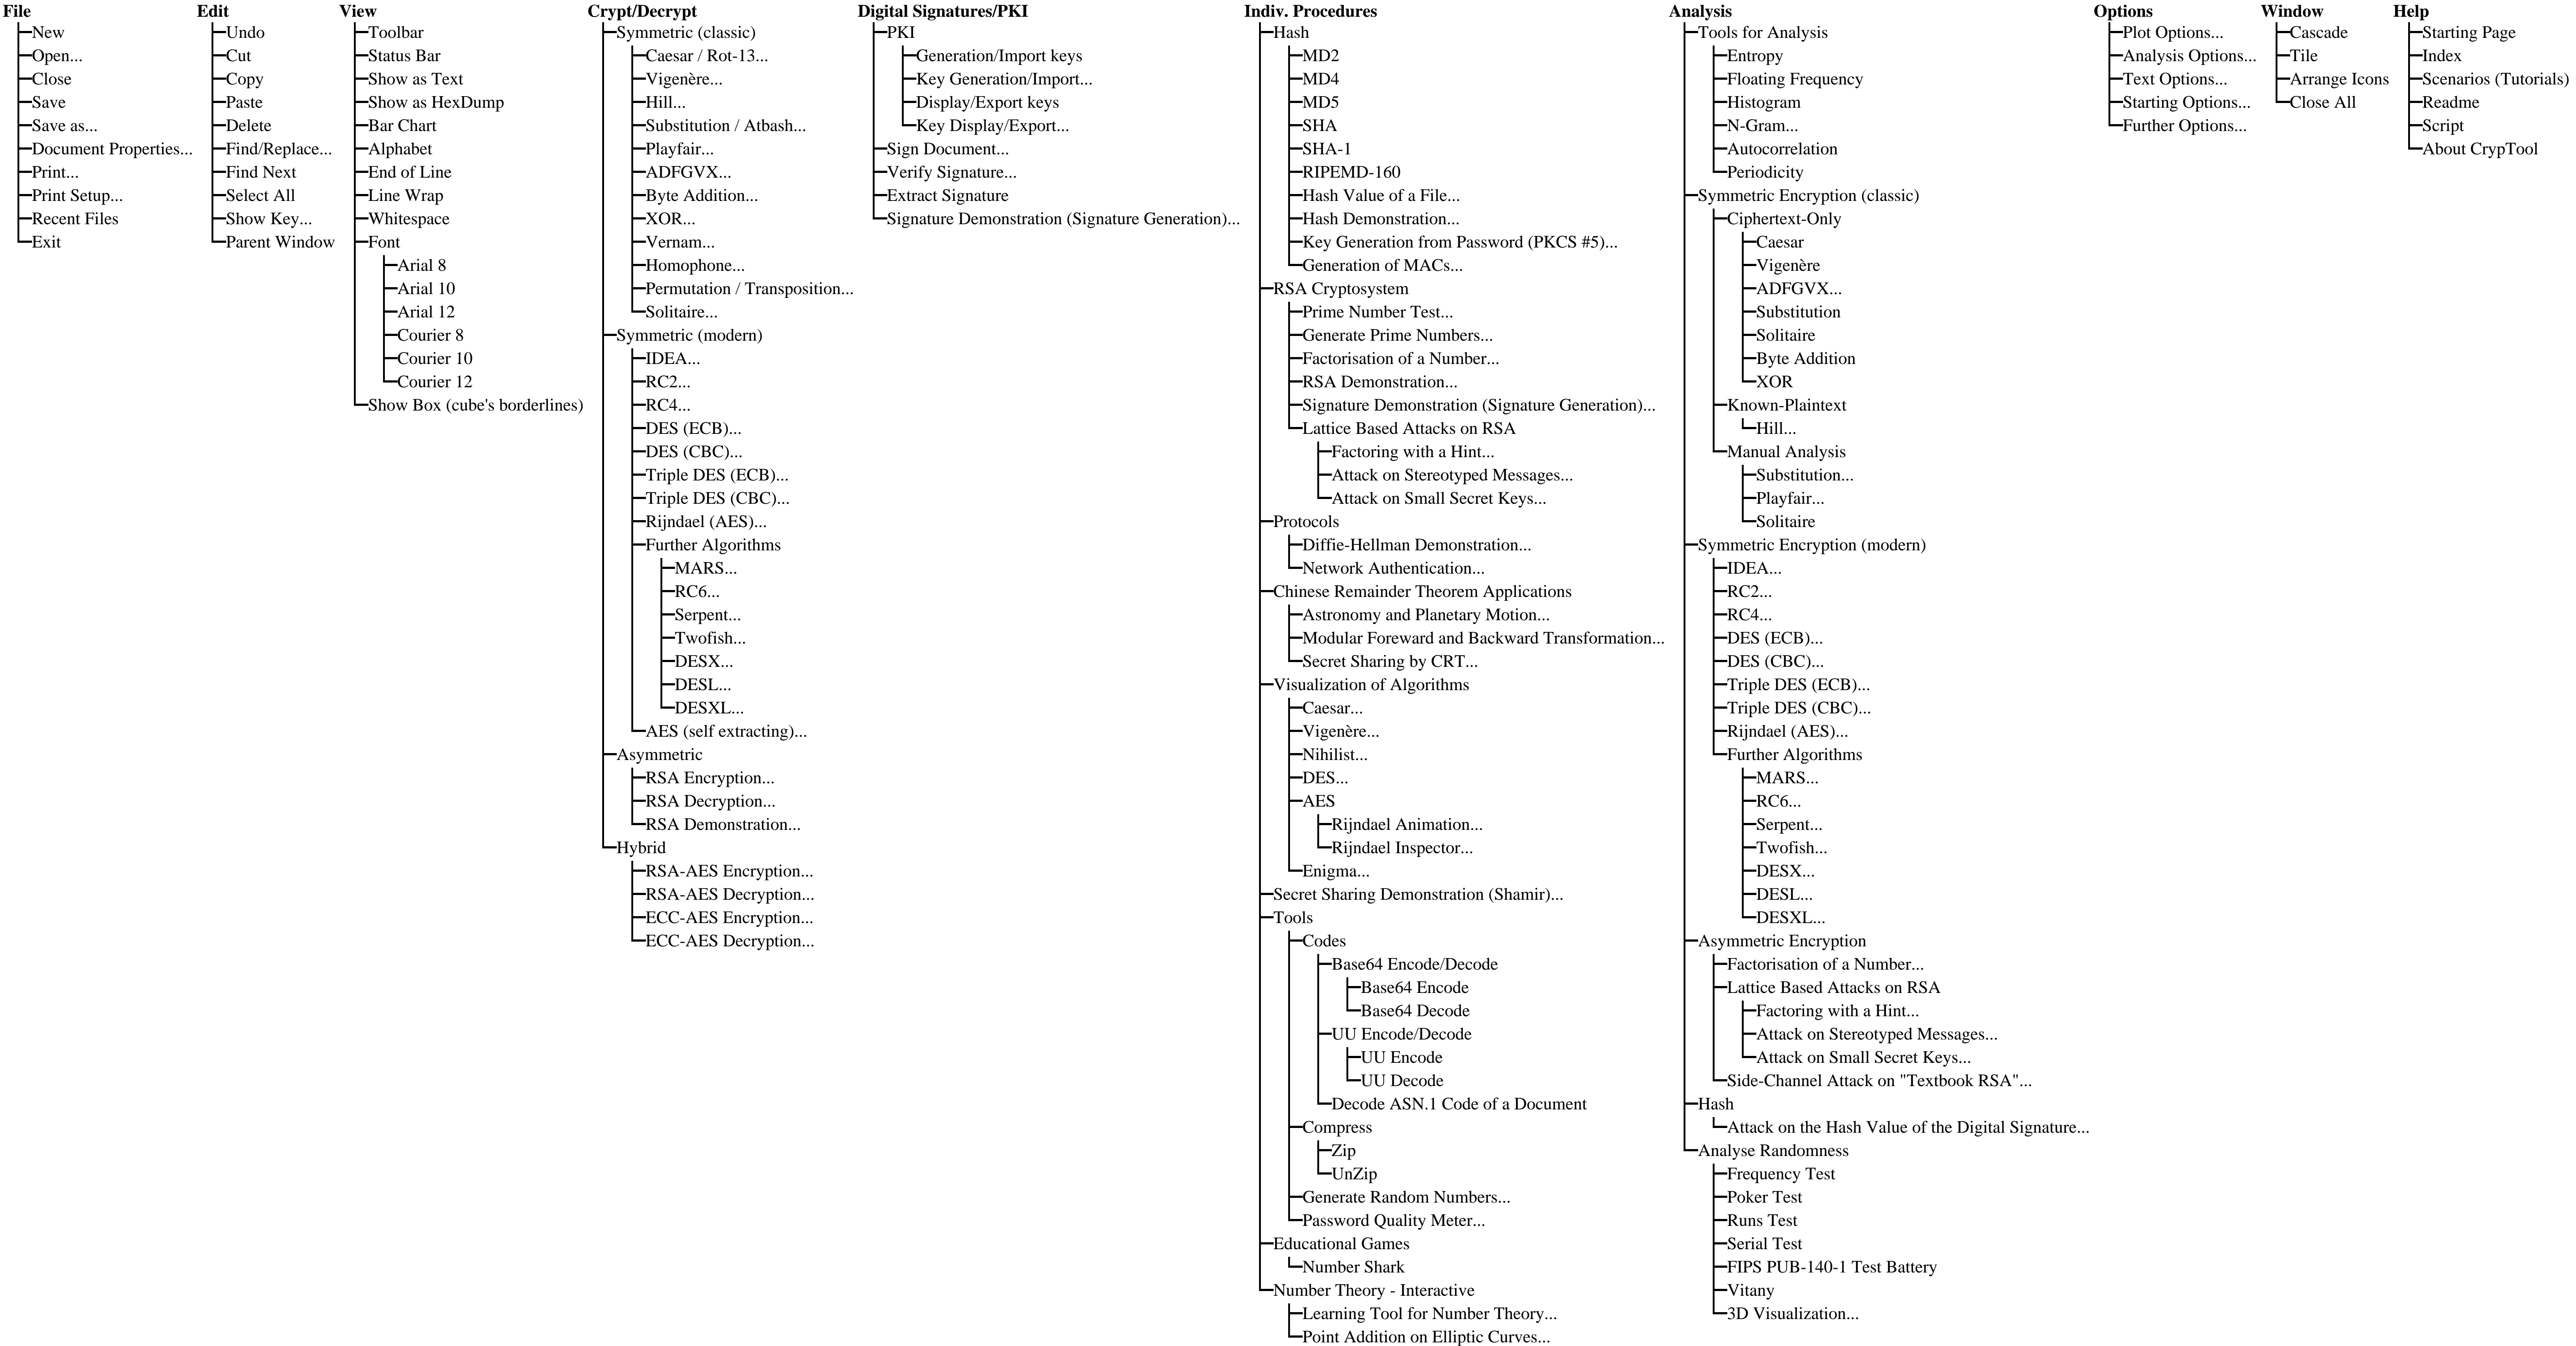 File
New
Open...
Close
Save
Save as...
Document Properties...
Print...
Print Setup...
Recent Files
Exit
Edit
Undo
Cut
Copy
Paste
Delete
Find/Replace...
Find Next
Select All
Show Key...
Parent Window
View
Toolbar
Status Bar
Show as Text
Show as HexDump
Bar Chart
Alphabet
End of Line
Line Wrap
Whitespace
Font
Arial 8
Arial 10
Arial 12
Courier 8
Courier 10
Courier 12
Show Box (cube's borderlines)
Crypt/Decrypt
Symmetric (classic)
Caesar / Rot-13...
Vigenère...
Hill...
Substitution / Atbash...
Playfair...
ADFGVX...
Byte Addition...
XOR...
Vernam...
Homophone...
Permutation / Transposition...
Solitaire...
Symmetric (modern)
IDEA...
RC2...
RC4...
DES (ECB)...
DES (CBC)...
Triple DES (ECB)...
Triple DES (CBC)...
Rijndael (AES)...
Further Algorithms
MARS...
RC6...
Serpent...
Twofish...
DESX...
DESL...
DESXL...
AES (self extracting)...
Asymmetric
RSA Encryption...
RSA Decryption...
RSA Demonstration...
Hybrid
RSA-AES Encryption...
RSA-AES Decryption...
ECC-AES Encryption...
ECC-AES Decryption...
Digital Signatures/PKI
PKI
Generation/Import keys
Key Generation/Import...
Display/Export keys
Key Display/Export...
Sign Document...
Verify Signature...
Extract Signature
Signature Demonstration (Signature Generation)...
Indiv. Procedures
Hash
MD2
MD4
MD5
SHA
SHA-1
RIPEMD-160
Hash Value of a File...
Hash Demonstration...
Key Generation from Password (PKCS #5)...
Generation of MACs...
RSA Cryptosystem
Prime Number Test...
Generate Prime Numbers...
Factorisation of a Number...
RSA Demonstration...
Signature Demonstration (Signature Generation)...
Lattice Based Attacks on RSA
Factoring with a Hint...
Attack on Stereotyped Messages...
Attack on Small Secret Keys...
Protocols
Diffie-Hellman Demonstration...
Network Authentication...
Chinese Remainder Theorem Applications
Astronomy and Planetary Motion...
Modular Foreward and Backward Transformation...
Secret Sharing by CRT...
Visualization of Algorithms
Caesar...
Vigenère...
Nihilist...
DES...
AES
Rijndael Animation...
Rijndael Inspector...
Enigma...
Secret Sharing Demonstration (Shamir)...
Tools
Codes
Base64 Encode/Decode
Base64 Encode
Base64 Decode
UU Encode/Decode
UU Encode
UU Decode
Decode ASN.1 Code of a Document
Compress
Zip
UnZip
Generate Random Numbers...
Password Quality Meter...
Educational Games
Number Shark
Number Theory - Interactive
Learning Tool for Number Theory...
Point Addition on Elliptic Curves...
Analysis
Tools for Analysis
Entropy
Floating Frequency
Histogram
N-Gram...
Autocorrelation
Periodicity
Symmetric Encryption (classic)
Ciphertext-Only
Caesar
Vigenère
ADFGVX...
Substitution
Solitaire
Byte Addition
XOR
Known-Plaintext
Hill...
Manual Analysis
Substitution...
Playfair...
Solitaire
Symmetric Encryption (modern)
IDEA...
RC2...
RC4...
DES (ECB)...
DES (CBC)...
Triple DES (ECB)...
Triple DES (CBC)...
Rijndael (AES)...
Further Algorithms
MARS...
RC6...
Serpent...
Twofish...
DESX...
DESL...
DESXL...
Asymmetric Encryption
Factorisation of a Number...
Lattice Based Attacks on RSA
Factoring with a Hint...
Attack on Stereotyped Messages...
Attack on Small Secret Keys...
Side-Channel Attack on "Textbook RSA"...
Hash
Attack on the Hash Value of the Digital Signature...
Analyse Randomness
Frequency Test
Poker Test
Runs Test
Serial Test
FIPS PUB-140-1 Test Battery
Vitany
3D Visualization...
Options
Plot Options...
Analysis Options...
Text Options...
Starting Options...
Further Options...
Window
Cascade
Tile
Arrange Icons
Close All
Help
Starting Page
Index
Scenarios (Tutorials)
Readme
Script
About CrypTool